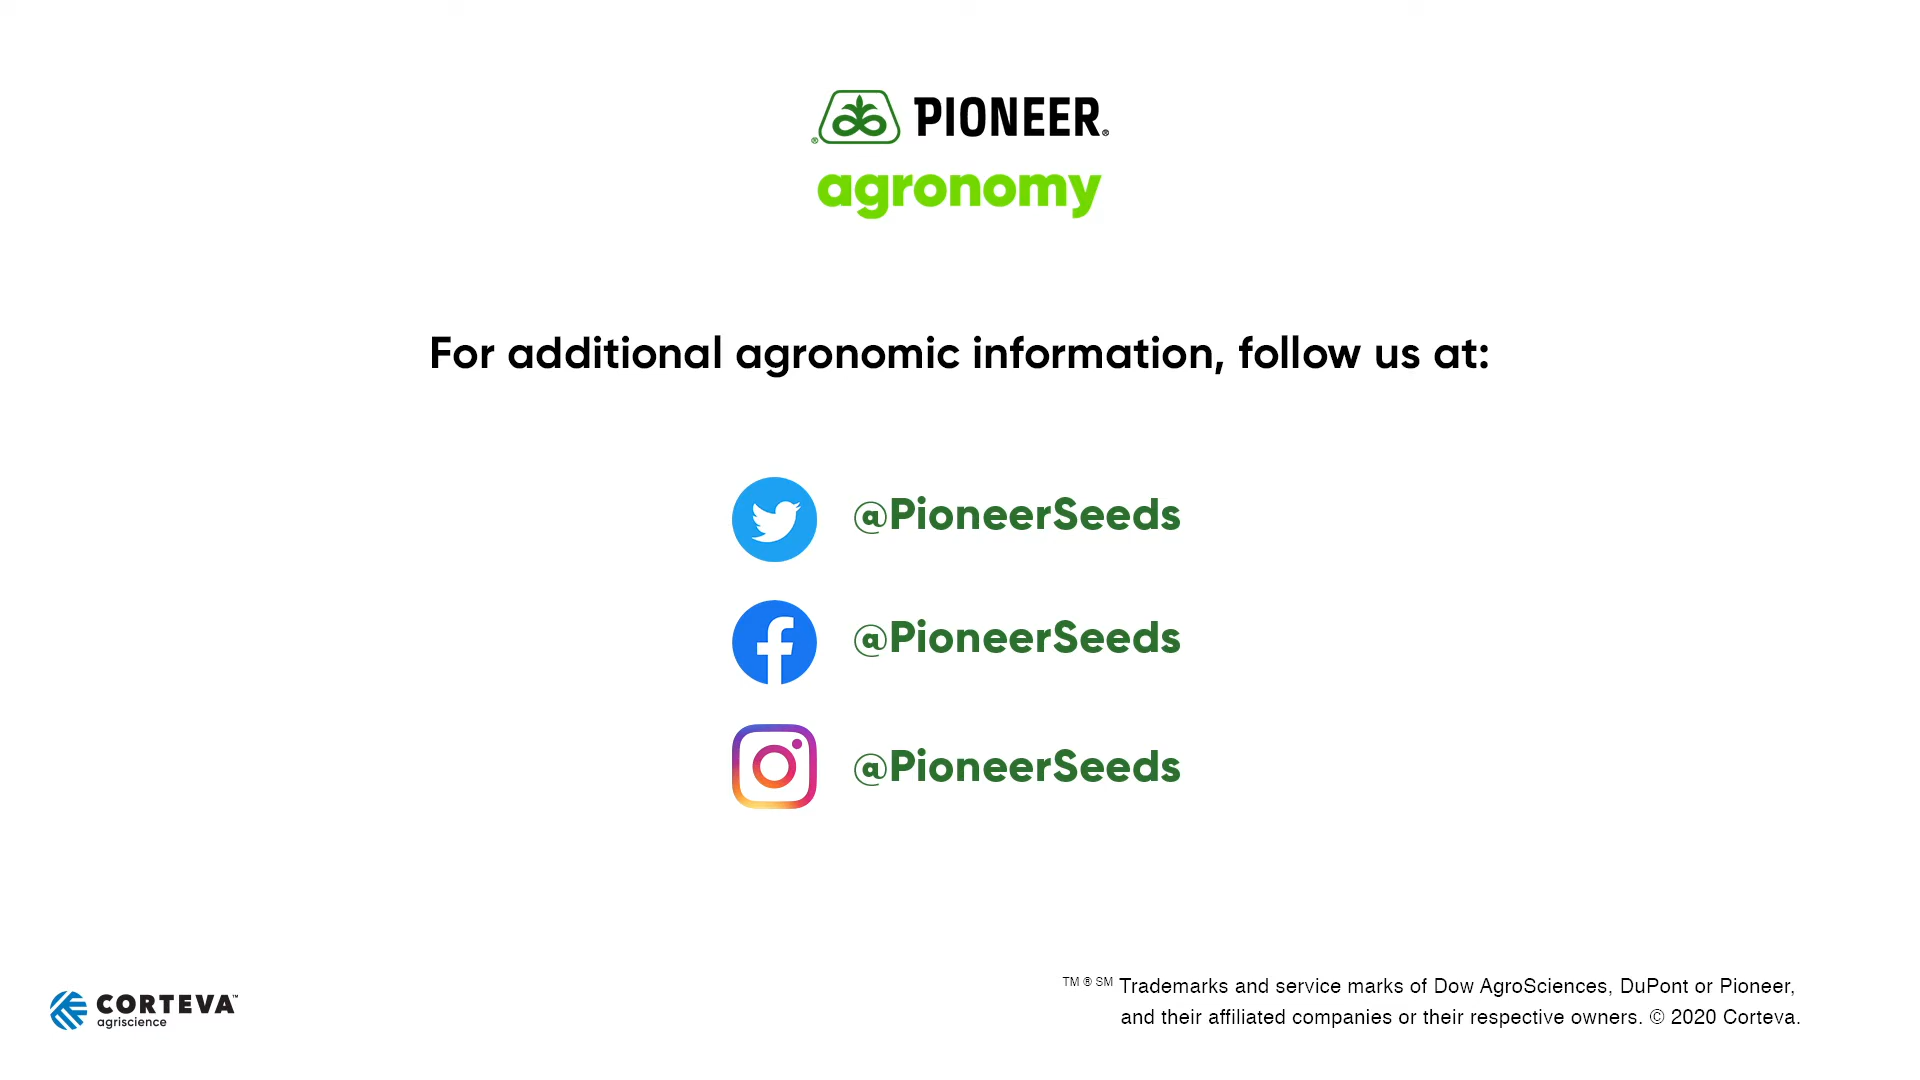 PIONEER®
agronomy
For additional agronomic information, follow us at:
@PioneerSeeds
@PioneerSeeds
@PioneerSeeds
CORTEVA™
agriscience
TM ® SM Trademarks and service marks of Dow AgroSciences, DuPont or Pioneer,
and their affiliated companies or their respective owners. © 2020 Corteva.